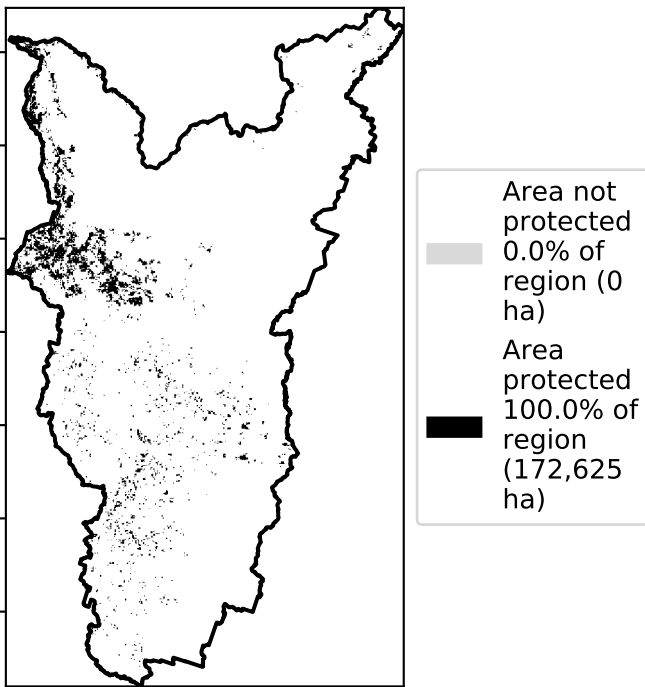 Area not
protected
0.0% of
region (0
ha)
Area
protected
100.0% of
region
(172,625
ha)